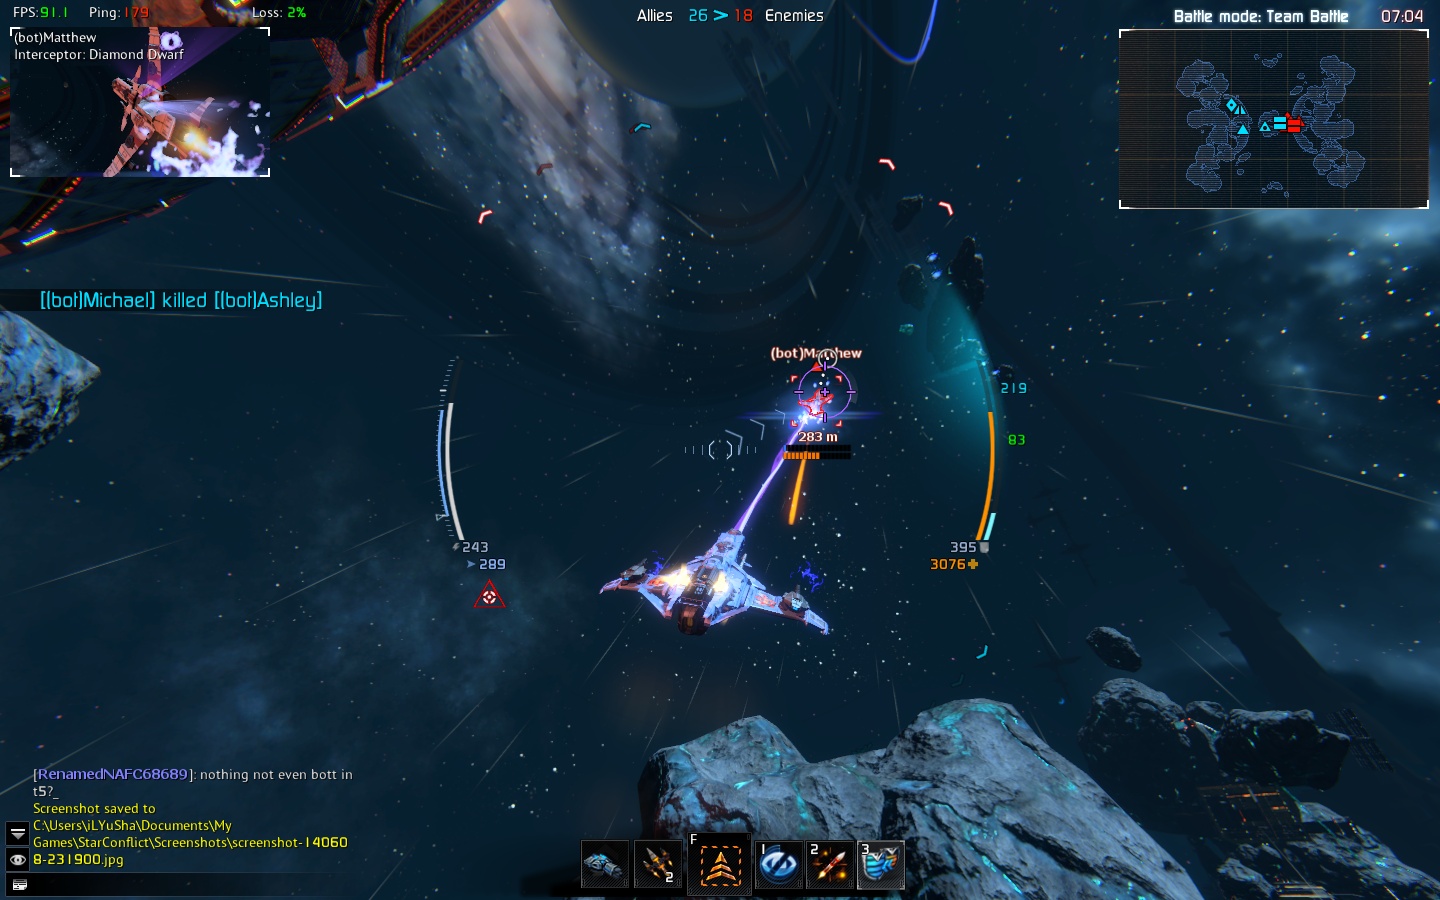 FPS:91.1 Ping:179 Loss: 2%
Allies 26 > 18 Enemies
Battle mode: Team Battle 07:04
(bot)Matthew
Interceptor: Diamond Dwarf
[(bot)Michael] killed [(bot)Ashley]
(bot)Matthew
283 m
219
83
243
289
395
3076
[RenamedNAFC68689]: nothing not even bott in
t5?_
Screenshot saved to
C:\Users\iLYuSha\Documents\My
Games\StarConflict\Screenshots\screenshot-14060
8-231900.jpg
2
F
1
2
3